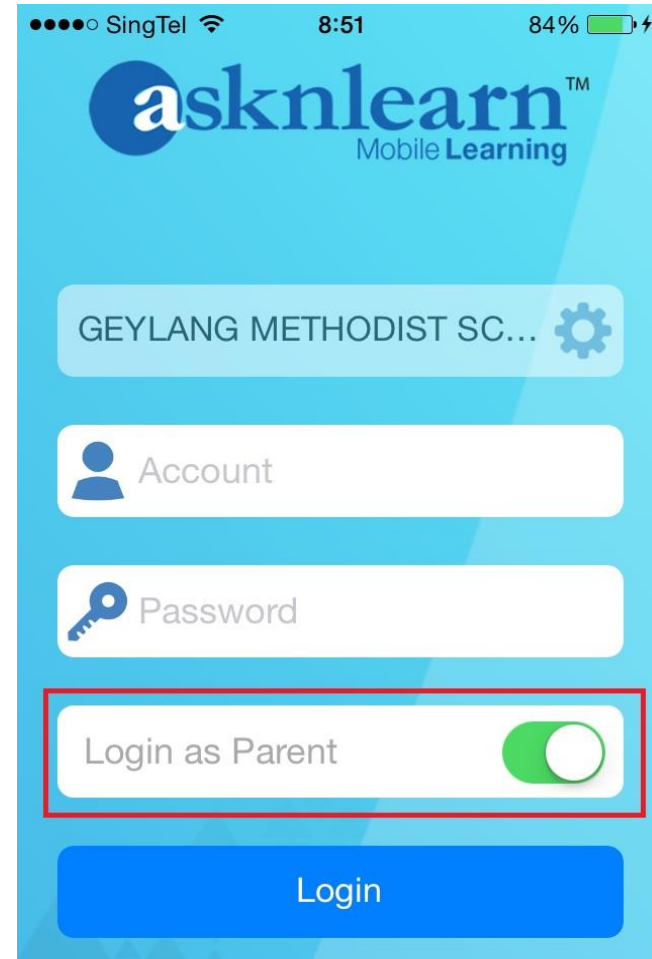 SingTel 8:51 84%
asknlearn™
Mobile Learning
GEYLANG METHODIST SC...
Account
Password
Login as Parent
Login